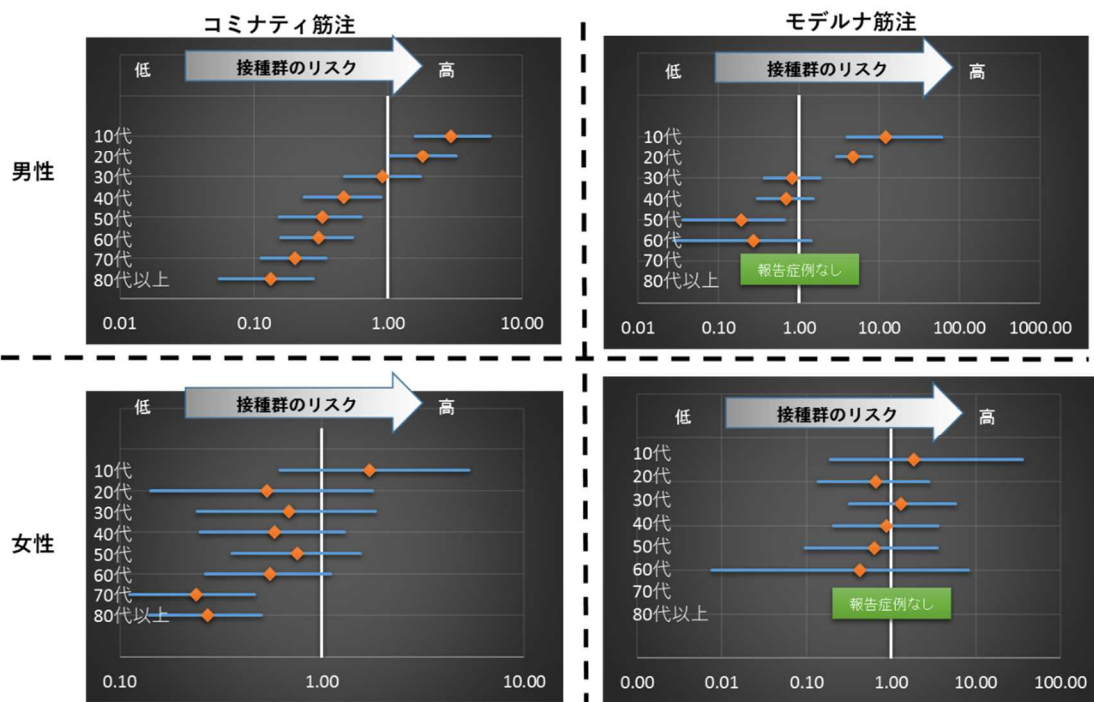 コミナティ筋注
モデルナ筋注
男性
低
接種群のリスク
高
10代
20代
30代
40代
50代
60代
70代
80代以上
0.01
0.10
1.00
10.00
低
接種群のリスク
高
10代
20代
30代
40代
50代
60代
70代
80代以上
報告症例なし
0.01
0.10
1.00
10.00
100.00
1000.00
女性
低
接種群のリスク
高
10代
20代
30代
40代
50代
60代
70代
80代以上
0.10
1.00
10.00
低
接種群のリスク
高
10代
20代
30代
40代
50代
60代
70代
80代以上
報告症例なし
0.00
0.01
0.10
1.00
10.00
100.00